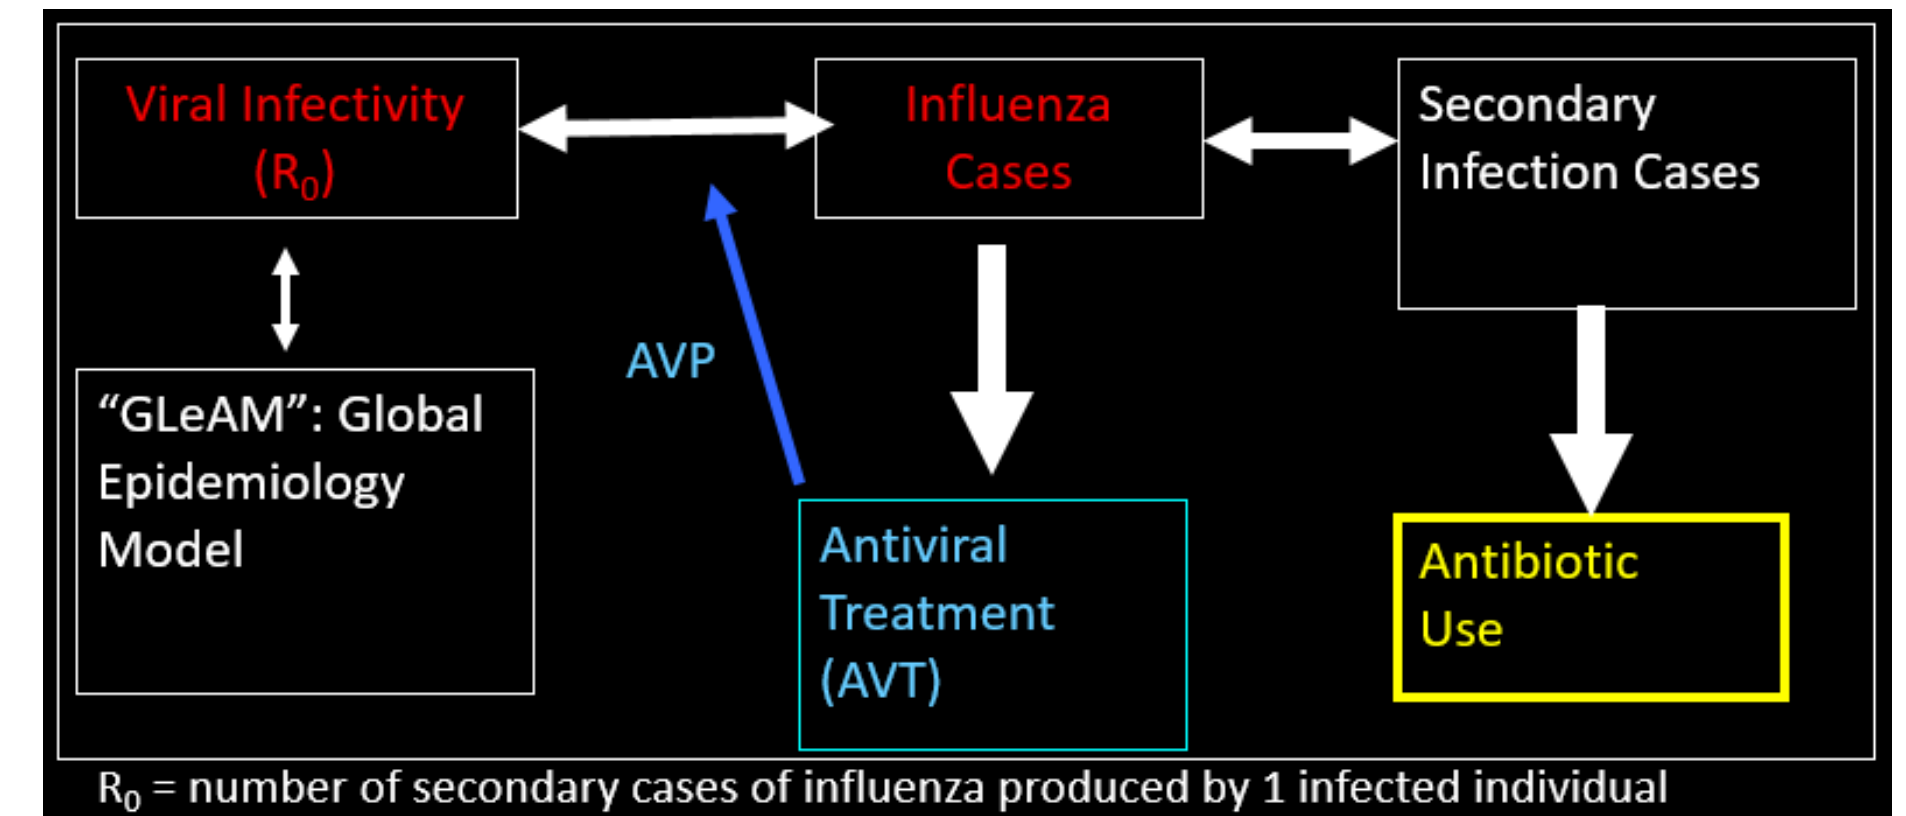 Viral Infectivity
(R₀)
Influenza
Cases
Secondary
Infection Cases
AVP
“GLeAM”: Global
Epidemiology
Model
Antiviral
Treatment
(AVT)
Antibiotic
Use
R₀ = number of secondary cases of influenza produced by 1 infected individual